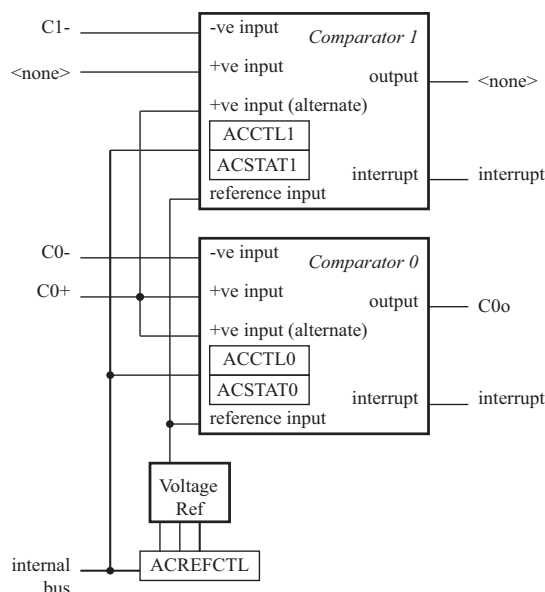 C1-
-ve input
Comparator 1
<none>
+ve input
output
<none>
+ve input (alternate)
ACCTL1
ACSTAT1
interrupt
interrupt
reference input
C0-
-ve input
Comparator 0
C0+
+ve input
output
C0o
+ve input (alternate)
ACCTL0
ACSTAT0
interrupt
interrupt
reference input
Voltage
Ref
internal
bus
ACREFCTL